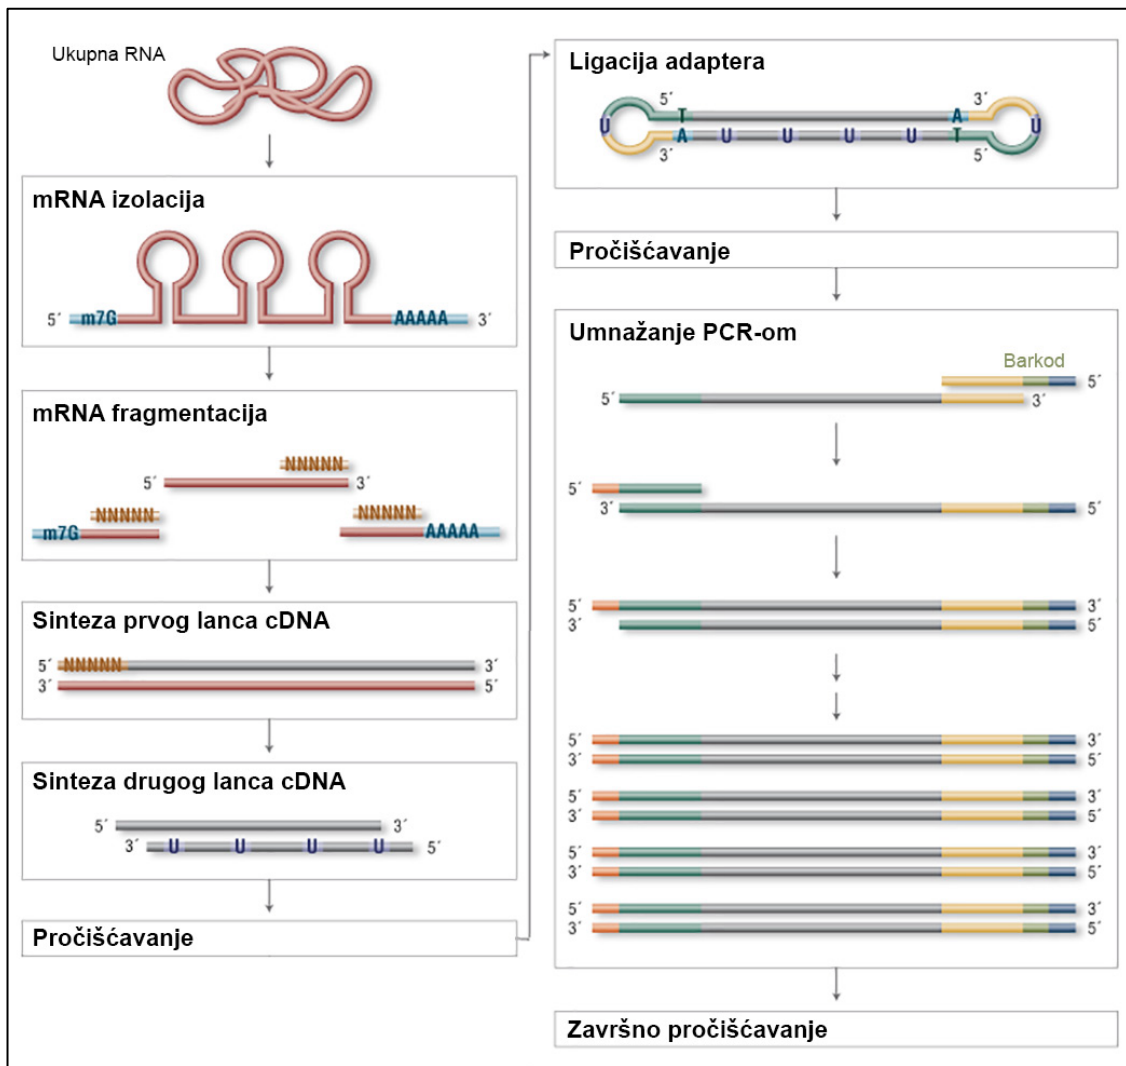 Ukupna RNA
mRNA izolacija
5´ m7G AAAAA 3´
mRNA fragmentacija
NNNNN
5´ 3´
NNNNN NNNNN
m7G AAAAA
Sinteza prvog lanca cDNA
5´ NNNNN 3´
3´ 5´
Sinteza drugog lanca cDNA
5´ 3´
3´ U U U U 5´
Pročišćavanje
Ligacija adaptera
5´ 3´
T A
U U
A U U U U T
3´ 5´
Pročišćavanje
Umnažanje PCR-om
Barkod
5´
5´ 3´
5´
3´ 5´
5´ 3´
3´ 5´
5´ 3´
3´ 5´
5´ 3´
3´ 5´
5´ 3´
3´ 5´
5´ 3´
3´ 5´
Završno pročišćavanje